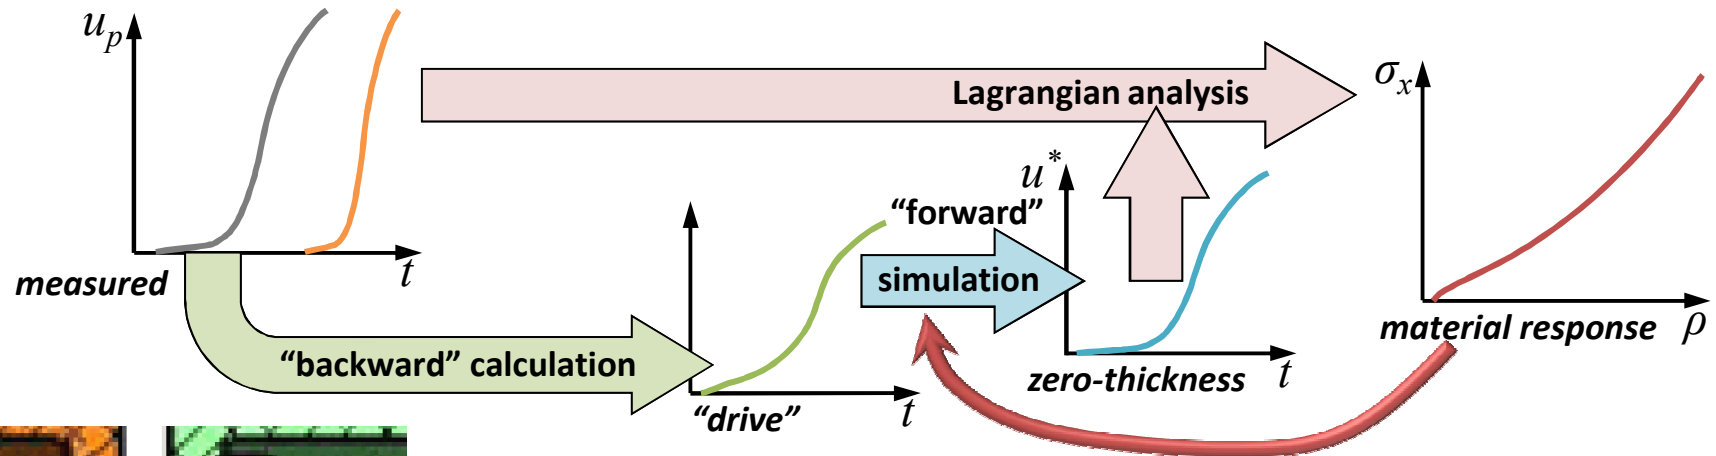 u_p
t
measured
Lagrangian analysis
σ_x
ρ
material response
"backward" calculation
"drive"
t
"forward"
simulation
u^*
t
zero-thickness